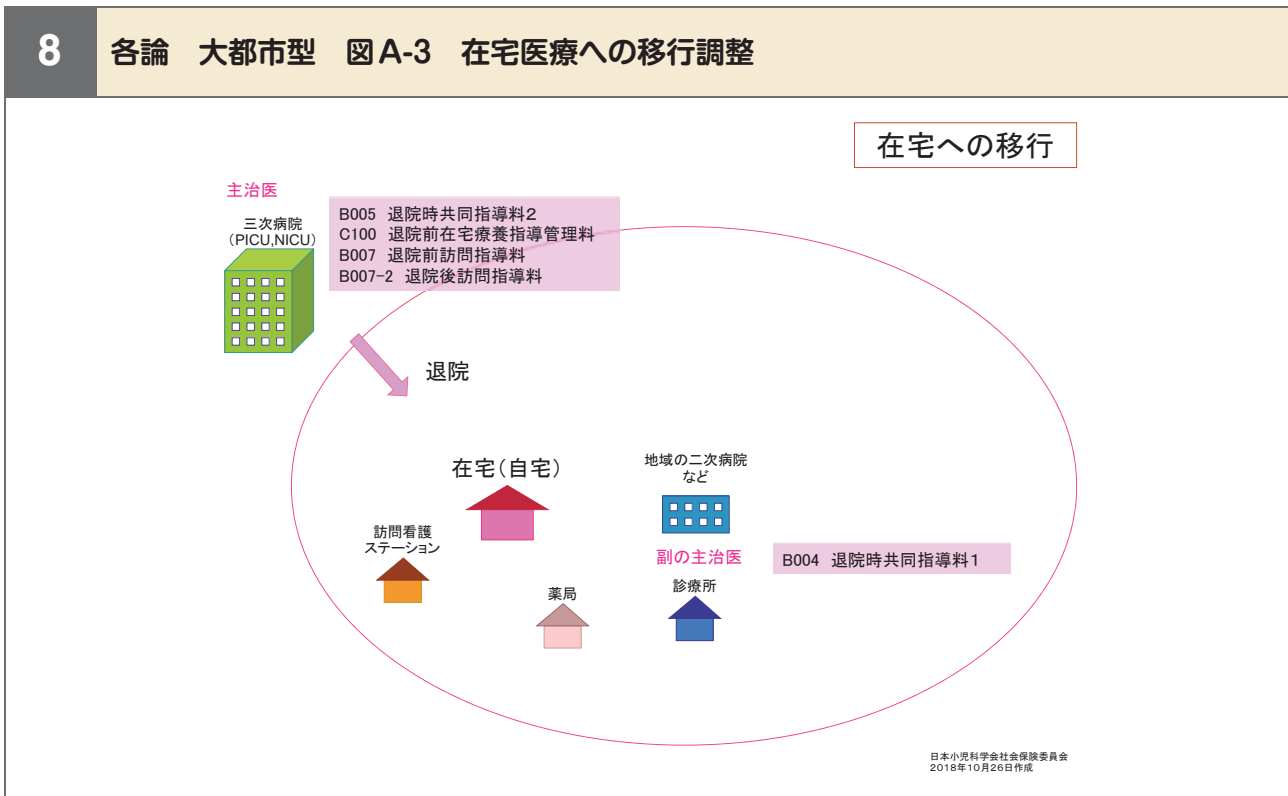 8 各論 大都市型 図A-3 在宅医療への移行調整
在宅への移行
主治医
三次病院
(PICU,NICU)
B005 退院時共同指導料2
C100 退院前在宅療養指導管理料
B007 退院前訪問指導料
B007-2 退院後訪問指導料
退院
在宅(自宅)
地域の二次病院
など
訪問看護
ステーション
副の主治医
B004 退院時共同指導料1
薬局
診療所
日本小児科学会社会保険委員会
2018年10月26日作成